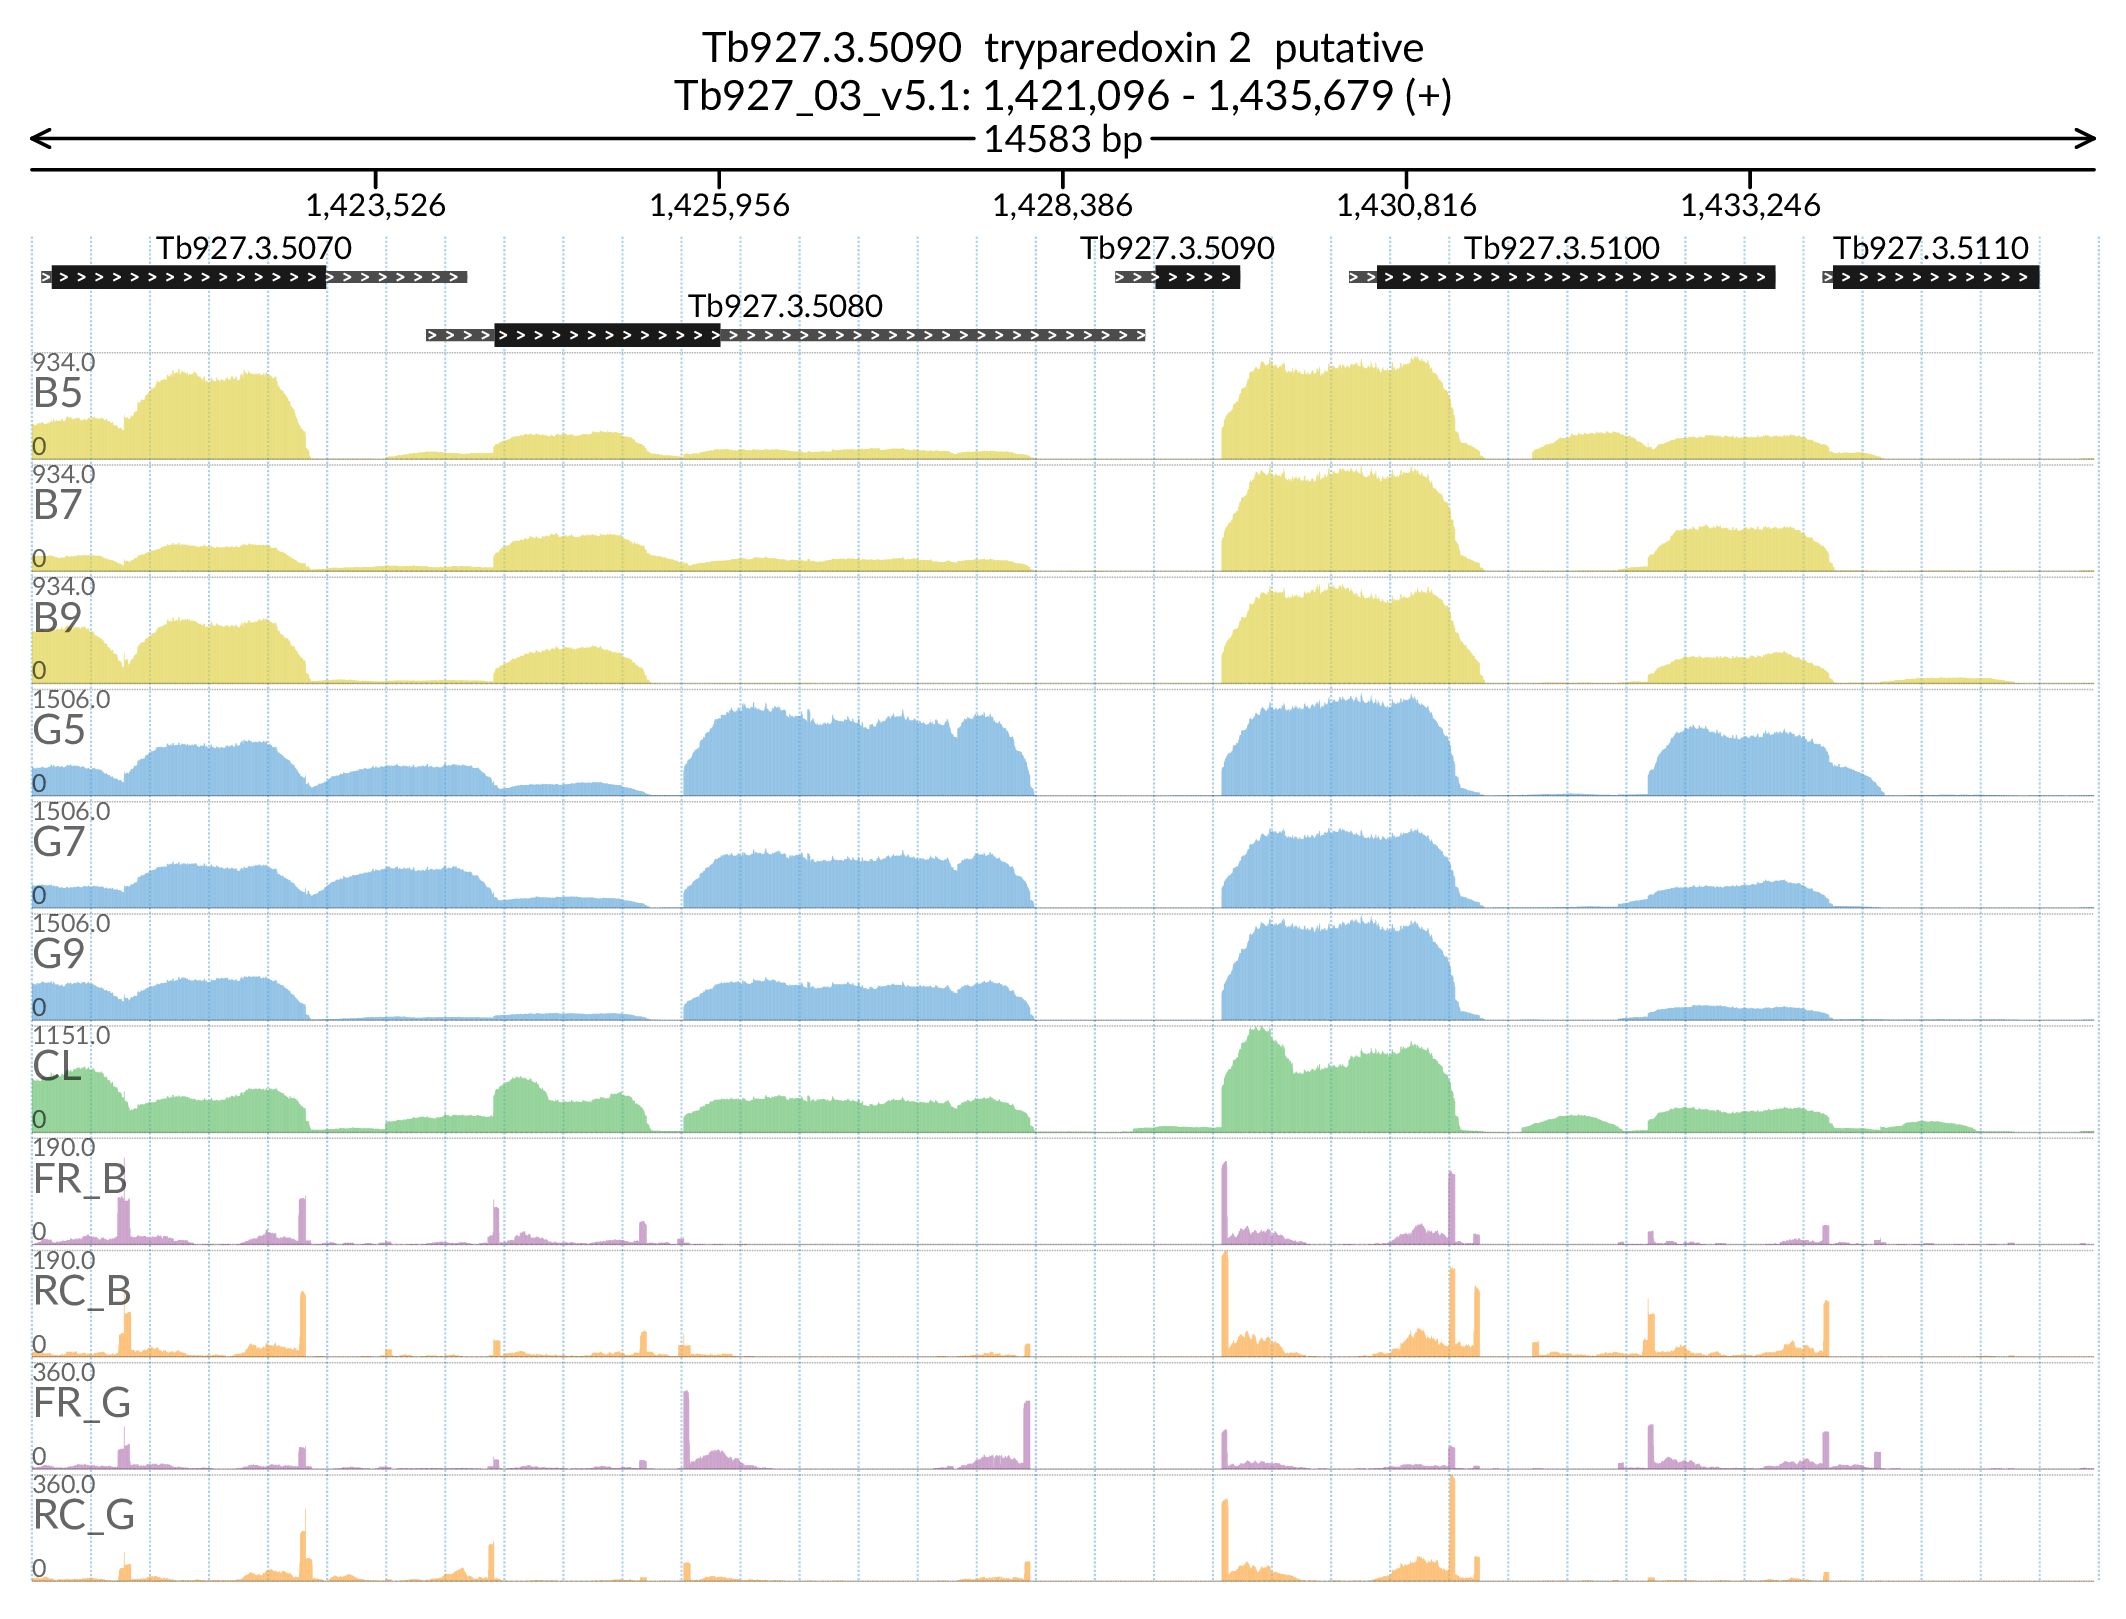 Tb927.3.5090 tryparedoxin 2 putative
Tb927_03_v5.1: 1,421,096 - 1,435,679 (+)
14583 bp
1,423,526 1,425,956 1,428,386 1,430,816 1,433,246
Tb927.3.5070 Tb927.3.5090 Tb927.3.5100 Tb927.3.5110
Tb927.3.5080
934.0
B5
0
934.0
B7
0
934.0
B9
0
1506.0
G5
0
1506.0
G7
0
1506.0
G9
0
1151.0
CL
0
190.0
FR_B
0
190.0
RC_B
0
360.0
FR_G
0
360.0
RC_G
0